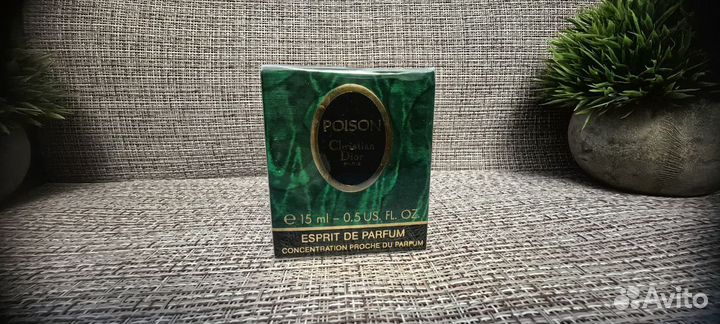 POISON
Christian
Dior
PARIS
℮ 15 ml – 0.5 US. FL. OZ.
ESPRIT DE PARFUM
CONCENTRATION PROCHE DU PARFUM
Avito